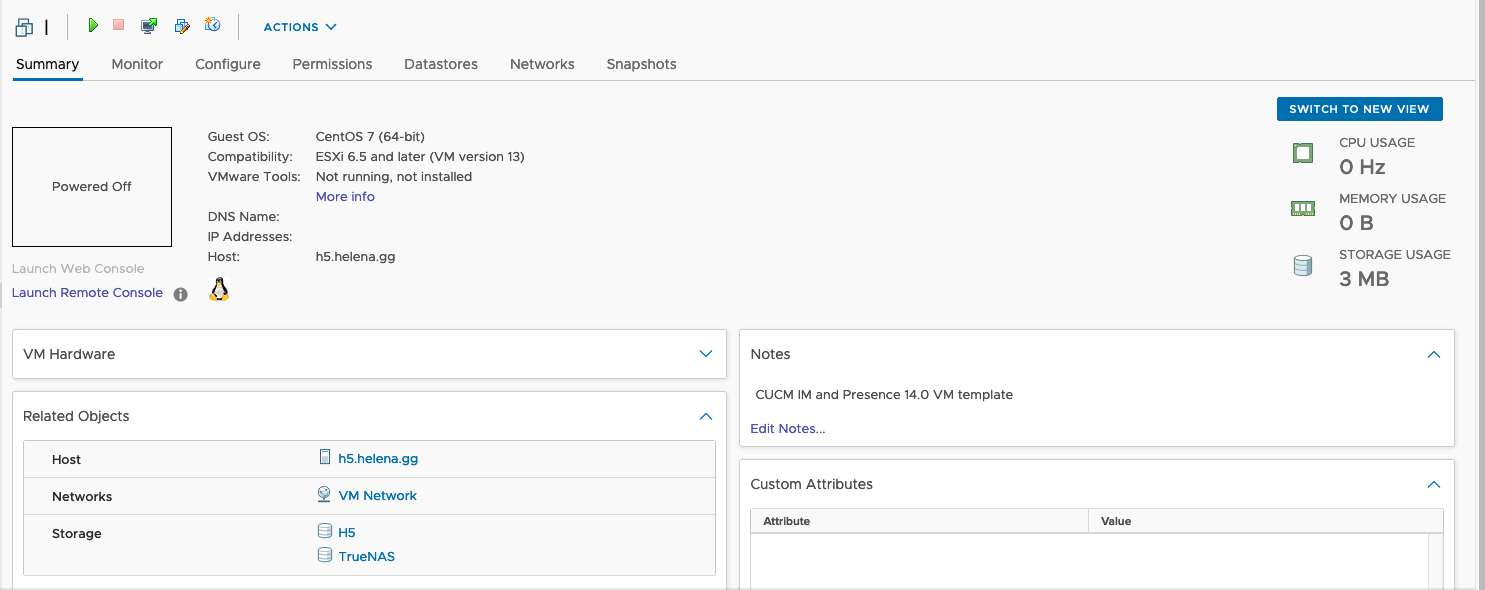 ACTIONS
Summary Monitor Configure Permissions Datastores Networks Snapshots
SWITCH TO NEW VIEW
Powered Off
Guest OS: CentOS 7 (64-bit)
Compatibility: ESXi 6.5 and later (VM version 13)
VMware Tools: Not running, not installed
More info
DNS Name:
IP Addresses:
Host: h5.helena.gg
Launch Web Console
Launch Remote Console
CPU USAGE
0 Hz
MEMORY USAGE
0 B
STORAGE USAGE
3 MB
VM Hardware
Related Objects
Host h5.helena.gg
Networks VM Network
Storage H5
TrueNAS
Notes
CUCM IM and Presence 14.0 VM template
Edit Notes...
Custom Attributes
Attribute Value